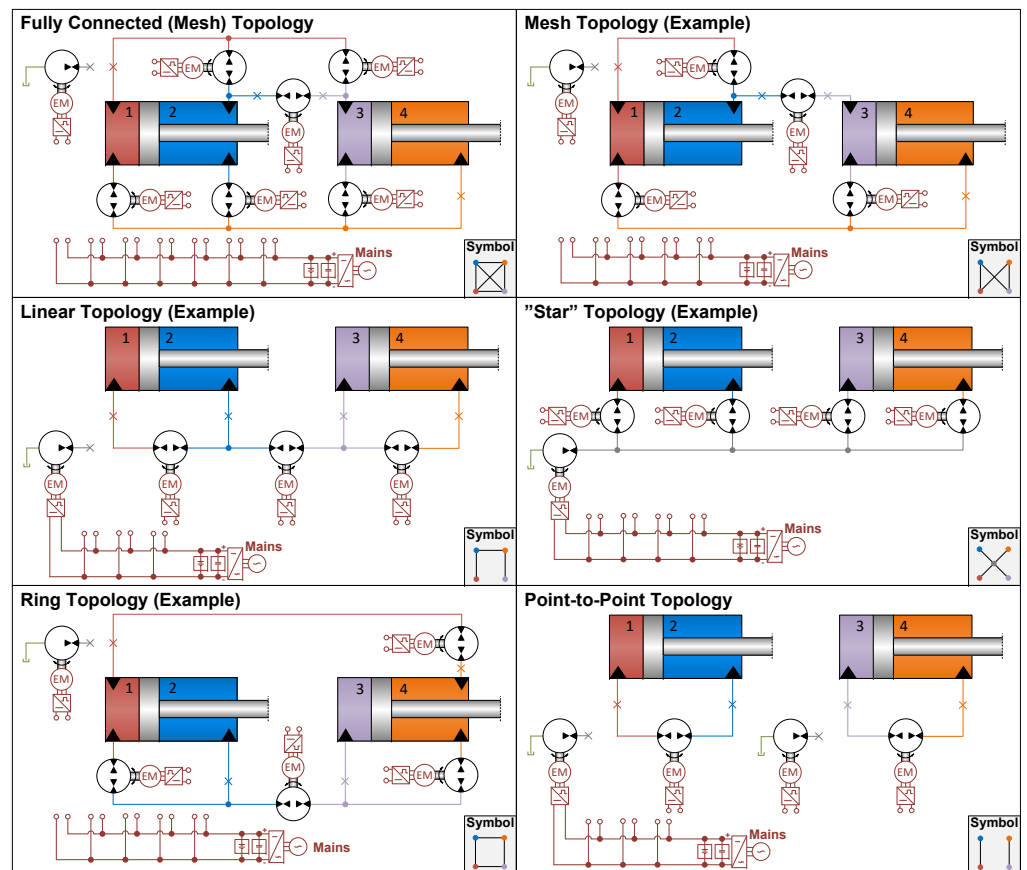 Fully Connected (Mesh) Topology
EM
EM
EM
1
2
EM
3
4
EM
EM
EM
EM
Mains
Symbol
Mesh Topology (Example)
EM
EM
1
2
EM
3
4
EM
EM
Mains
Symbol
Linear Topology (Example)
1
2
3
4
EM
EM
EM
EM
Mains
Symbol
”Star” Topology (Example)
1
2
3
4
EM
EM
EM
EM
EM
Mains
Symbol
Ring Topology (Example)
EM
EM
1
2
3
4
EM
EM
EM
Mains
Symbol
Point-to-Point Topology
1
2
3
4
EM
EM
EM
EM
Mains
Symbol